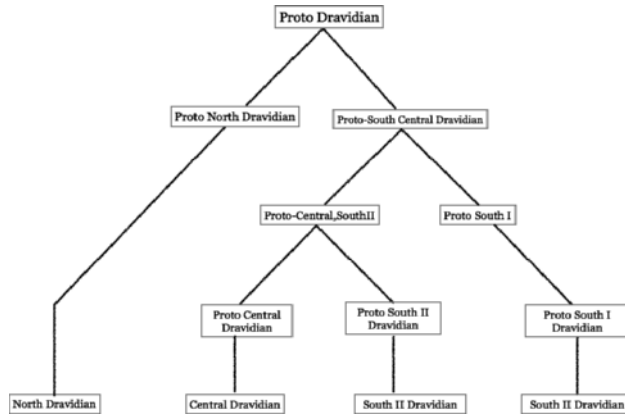 Proto Dravidian
Proto North Dravidian
Proto-South Central Dravidian
Proto-Central,SouthII
Proto South I
Proto Central
Dravidian
Proto South II
Dravidian
Proto South I
Dravidian
North Dravidian
Central Dravidian
South II Dravidian
South II Dravidian